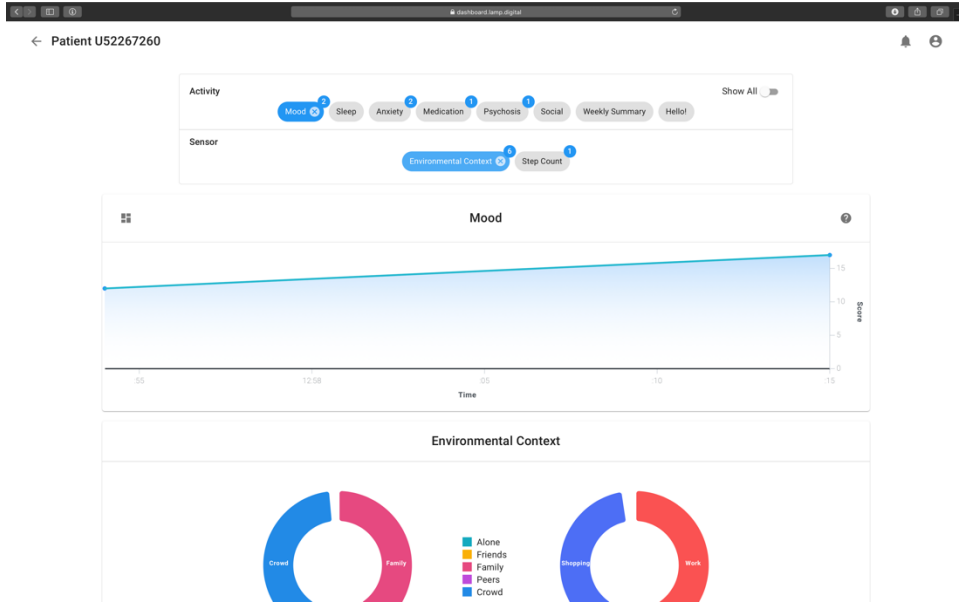 dashboard.lamp.digital
Patient U52267260
Activity
Show All
Mood 2
Sleep
Anxiety 2
Medication 1
Psychosis 1
Social
Weekly Summary
Hello!
Sensor
Environmental Context 6
Step Count 1
Mood
15
10
5
0
Score
:55
12:58
:05
:10
:15
Time
Environmental Context
Crowd
Family
Alone
Friends
Family
Peers
Crowd
Shopping
Work